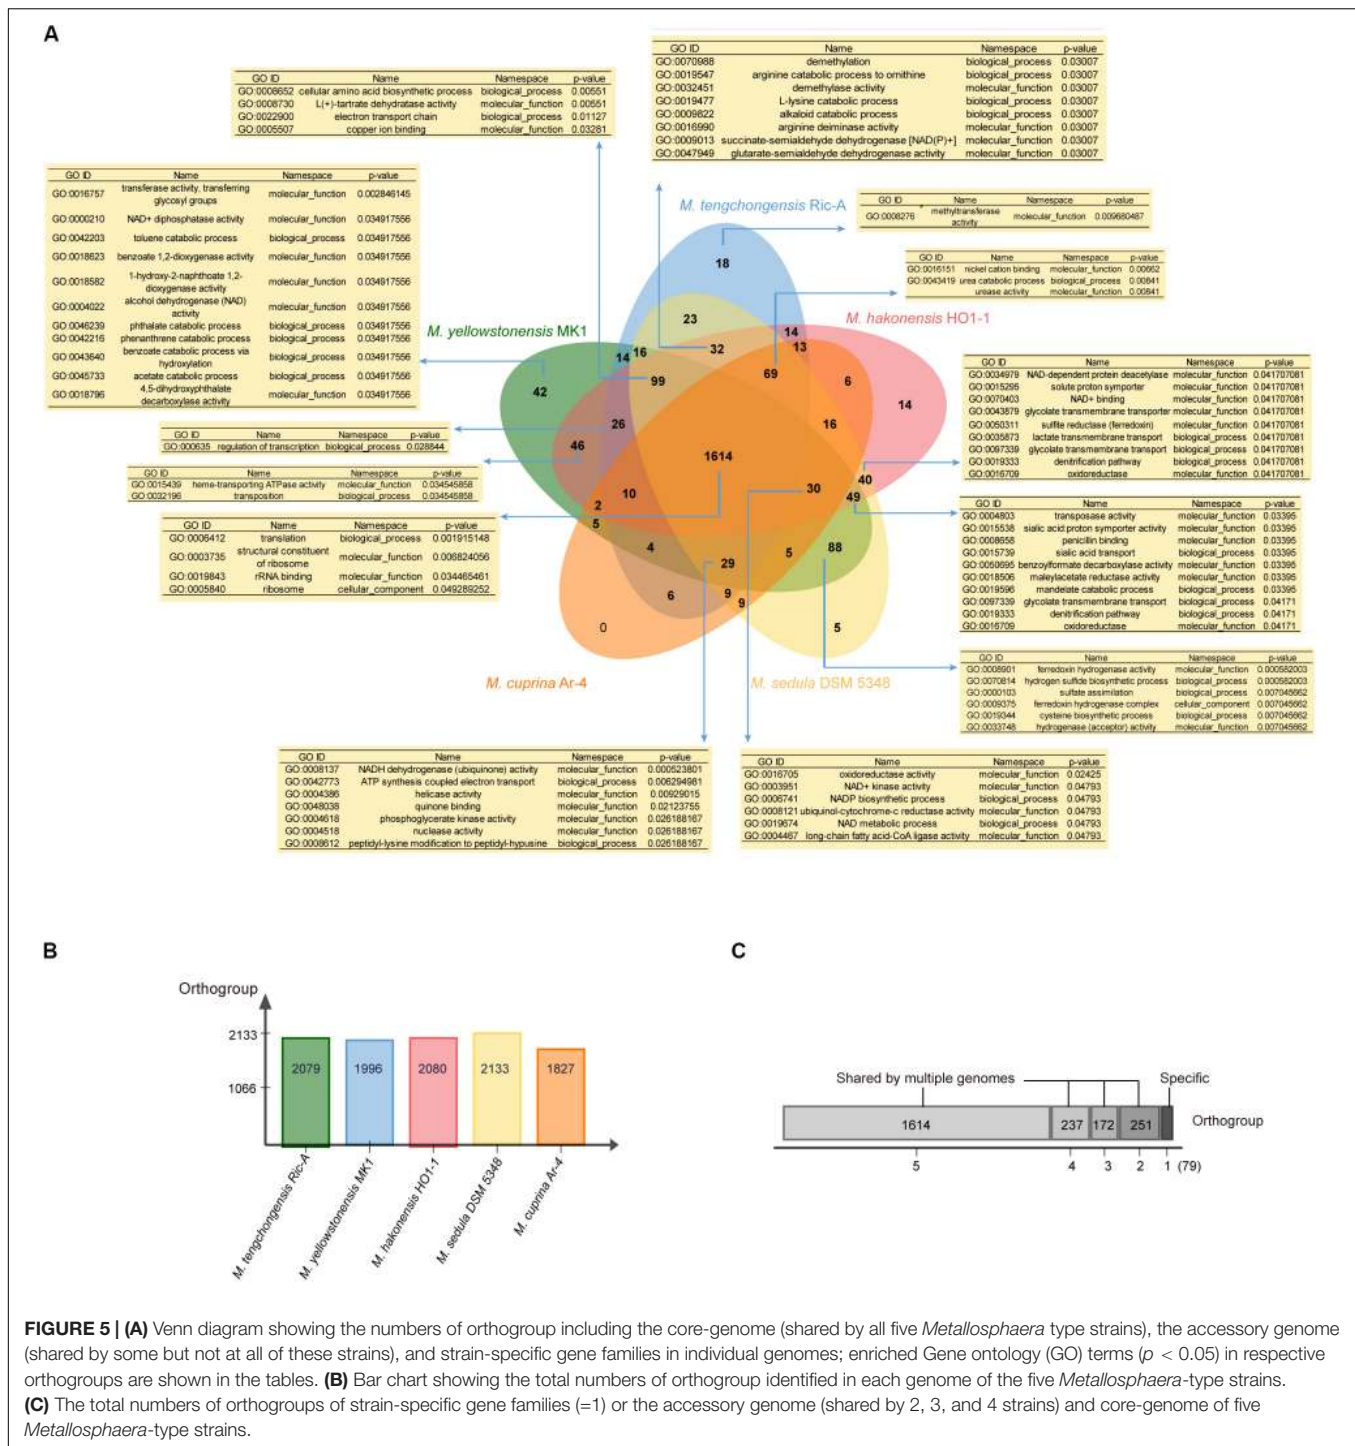 A
GO ID Name Namespace p-value
GO:0070988 demethylation biological_process 0.03007
GO:0019547 arginine catabolic process to ornithine biological_process 0.03007
GO:0032451 demethylase activity molecular_function 0.03007
GO:0019477 L-lysine catabolic process biological_process 0.03007
GO:0009822 alkaloid catabolic process biological_process 0.03007
GO:0016990 arginine deiminase activity molecular_function 0.03007
GO:0009013 succinate-semialdehyde dehydrogenase [NAD(P)+] molecular_function 0.03007
GO:0047949 glutarate-semialdehyde dehydrogenase activity molecular_function 0.03007
GO ID Name Namespace p-value
GO:0008652 cellular amino acid biosynthetic process biological_process 0.00551
GO:0008730 L(+)-tartrate dehydratase activity molecular_function 0.00551
GO:0022900 electron transport chain biological_process 0.01127
GO:0005507 copper ion binding molecular_function 0.03281
GO ID Name Namespace p-value
GO:0016757 transferase activity, transferring glycosyl groups molecular_function 0.002846145
GO:0000210 NAD+ diphosphatase activity molecular_function 0.034917556
GO:0042203 toluene catabolic process biological_process 0.034917556
GO:0018623 benzoate 1,2-dioxygenase activity molecular_function 0.034917556
GO:0018582 1-hydroxy-2-naphthoate 1,2-dioxygenase activity molecular_function 0.034917556
GO:0004022 alcohol dehydrogenase (NAD) activity molecular_function 0.034917556
GO:0046239 phthalate catabolic process biological_process 0.034917556
GO:0042216 phenanthrene catabolic process biological_process 0.034917556
GO:0043640 benzoate catabolic process via hydroxylation biological_process 0.034917556
GO:0045733 acetate catabolic process biological_process 0.034917556
GO:0018796 4,5-dihydroxyphthalate decarboxylase activity molecular_function 0.034917556
GO ID Name Namespace p-value
GO:0008276 methyltransferase activity molecular_function 0.009680487
GO ID Name Namespace p-value
GO:0016151 nickel cation binding molecular_function 0.00662
GO:0043419 urea catabolic process biological_process 0.00841
urease activity molecular_function 0.00841
M. tengchongensis Ric-A
M. hakonensis HO1-1
M. yellowstonensis MK1
M. cuprina Ar-4
M. sedula DSM 5348
18
23
14
16
32
14
13
99
69
6
14
42
26
16
46
1614
40
10
30
49
2
5
4
5
88
29
6
9
9
0
5
GO ID Name Namespace p-value
GO:000635 regulation of transcription biological_process 0.028844
GO ID Name Namespace p-value
GO:0015439 heme-transporting ATPase activity molecular_function 0.034545858
GO:0032196 transposition biological_process 0.034545858
GO ID Name Namespace p-value
GO:0006412 translation biological_process 0.001915148
GO:0003735 structural constituent of ribosome molecular_function 0.006824056
GO:0019843 rRNA binding molecular_function 0.034465461
GO:0005840 ribosome cellular_component 0.049289252
GO ID Name Namespace p-value
GO:0034979 NAD-dependent protein deacetylase molecular_function 0.041707081
GO:0015295 solute:proton symporter molecular_function 0.041707081
GO:0070403 NAD+ binding molecular_function 0.041707081
GO:0043879 glycolate transmembrane transporter molecular_function 0.041707081
GO:0050311 sulfite reductase (ferredoxin) molecular_function 0.041707081
GO:0035873 lactate transmembrane transport biological_process 0.041707081
GO:0097339 glycolate transmembrane transport biological_process 0.041707081
GO:0019333 denitrification pathway biological_process 0.041707081
GO:0016709 oxidoreductase molecular_function 0.041707081
GO ID Name Namespace p-value
GO:0004803 transposase activity molecular_function 0.03395
GO:0015538 sialic acid:proton symporter activity molecular_function 0.03395
GO:0008658 penicillin binding molecular_function 0.03395
GO:0015739 sialic acid transport biological_process 0.03395
GO:0050695 benzoylformate decarboxylase activity molecular_function 0.03395
GO:0018506 maleylacetate reductase activity molecular_function 0.03395
GO:0019596 mandelate catabolic process biological_process 0.03395
GO:0097339 glycolate transmembrane transport biological_process 0.04171
GO:0019333 denitrification pathway biological_process 0.04171
GO:0016709 oxidoreductase molecular_function 0.04171
GO ID Name Namespace p-value
GO:0008901 ferredoxin hydrogenase activity molecular_function 0.000582003
GO:0070814 hydrogen sulfide biosynthetic process biological_process 0.000582003
GO:0000103 sulfate assimilation biological_process 0.007045662
GO:0009375 ferredoxin hydrogenase complex cellular_component 0.007045662
GO:0019344 cysteine biosynthetic process biological_process 0.007045662
GO:0033748 hydrogenase (acceptor) activity molecular_function 0.007045662
GO ID Name Namespace p-value
GO:0008137 NADH dehydrogenase (ubiquinone) activity molecular_function 0.000523801
GO:0042773 ATP synthesis coupled electron transport biological_process 0.006294981
GO:0004386 helicase activity molecular_function 0.00929015
GO:0048038 quinone binding molecular_function 0.02123755
GO:0004618 phosphoglycerate kinase activity molecular_function 0.026188167
GO:0004518 nuclease activity molecular_function 0.026188167
GO:0008612 peptidyl-lysine modification to peptidyl-hypusine biological_process 0.026188167
GO ID Name Namespace p-value
GO:0016705 oxidoreductase activity molecular_function 0.02425
GO:0003951 NAD+ kinase activity molecular_function 0.04793
GO:0006741 NADP biosynthetic process biological_process 0.04793
GO:0008121 ubiquinol-cytochrome-c reductase activity molecular_function 0.04793
GO:0019674 NAD metabolic process biological_process 0.04793
GO:0004467 long-chain fatty acid-CoA ligase activity molecular_function 0.04793
B
Orthogroup
2133
1066
2079
1996
2080
2133
1827
M. tengchongensis Ric-A
M. yellowstonensis MK1
M. hakonensis HO1-1
M. sedula DSM 5348
M. cuprina Ar-4
C
Shared by multiple genomes Specific
1614 237 172 251 Orthogroup
5 4 3 2 1 (79)
FIGURE 5 | (A) Venn diagram showing the numbers of orthogroup including the core-genome (shared by all five Metallosphaera type strains), the accessory genome
(shared by some but not at all of these strains), and strain-specific gene families in individual genomes; enriched Gene ontology (GO) terms (p < 0.05) in respective
orthogroups are shown in the tables. (B) Bar chart showing the total numbers of orthogroup identified in each genome of the five Metallosphaera-type strains.
(C) The total numbers of orthogroups of strain-specific gene families (=1) or the accessory genome (shared by 2, 3, and 4 strains) and core-genome of five
Metallosphaera-type strains.